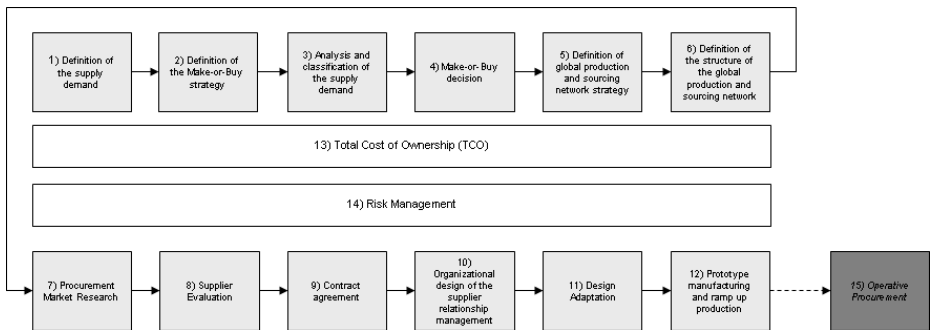 1) Definition of
the supply
demand
2) Definition of
the Make-or-Buy
strategy
3) Analysis and
classification of
the supply
demand
4) Make-or- Buy
decision
5) Definition of
global production
and sourcing
network strategy
6) Definition of
the structure of
the global
production and
sourcing network
13) Total Cost of Ownership (TCO)
14) Risk Management
7) Procurement
Market Research
8) Supplier
Evaluation
9) Contract
agreement
10)
Organizational
design of the
supplier
relationship
management
11) Design
Adaptation
12) Prototype
manufacturing
and ramp up
production
15) Operative
Procurement